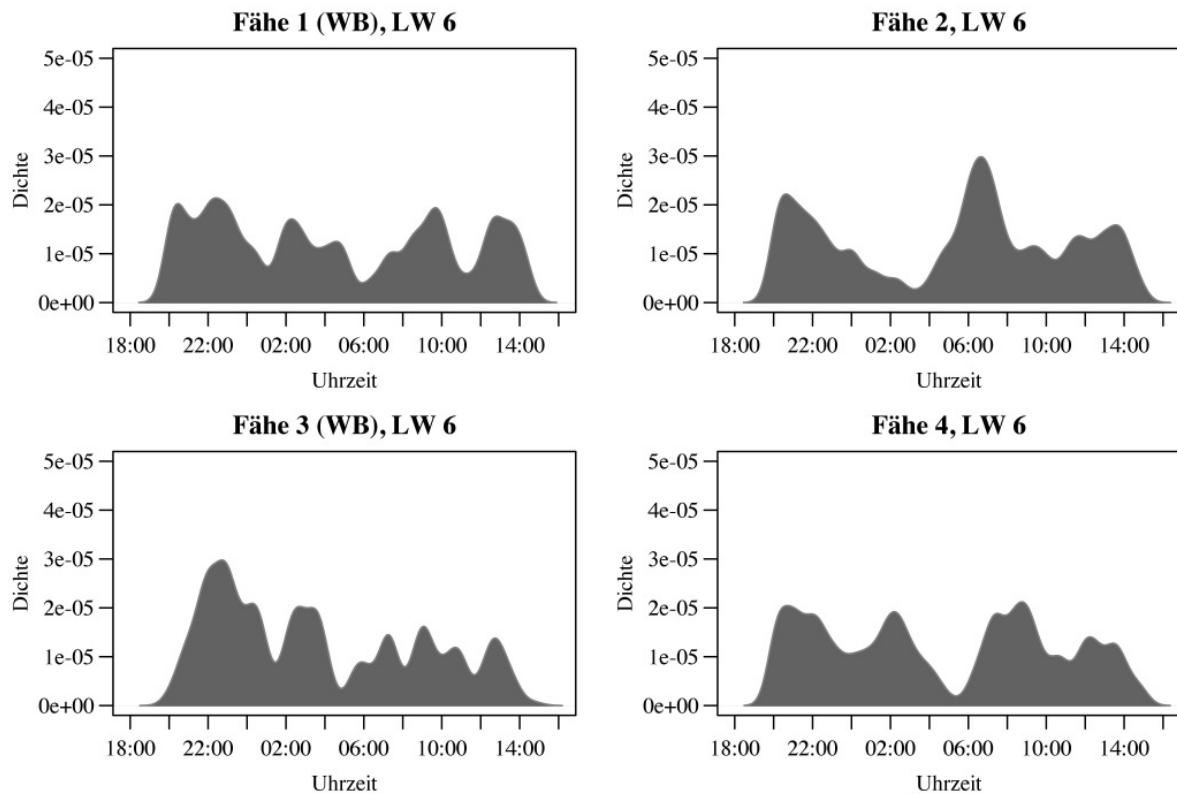 Fähe 1 (WB), LW 6
5e-05
4e-05
3e-05
2e-05
1e-05
0e+00
Dichte
18:00 22:00 02:00 06:00 10:00 14:00
Uhrzeit
Fähe 2, LW 6
5e-05
4e-05
3e-05
2e-05
1e-05
0e+00
Dichte
18:00 22:00 02:00 06:00 10:00 14:00
Uhrzeit
Fähe 3 (WB), LW 6
5e-05
4e-05
3e-05
2e-05
1e-05
0e+00
Dichte
18:00 22:00 02:00 06:00 10:00 14:00
Uhrzeit
Fähe 4, LW 6
5e-05
4e-05
3e-05
2e-05
1e-05
0e+00
Dichte
18:00 22:00 02:00 06:00 10:00 14:00
Uhrzeit